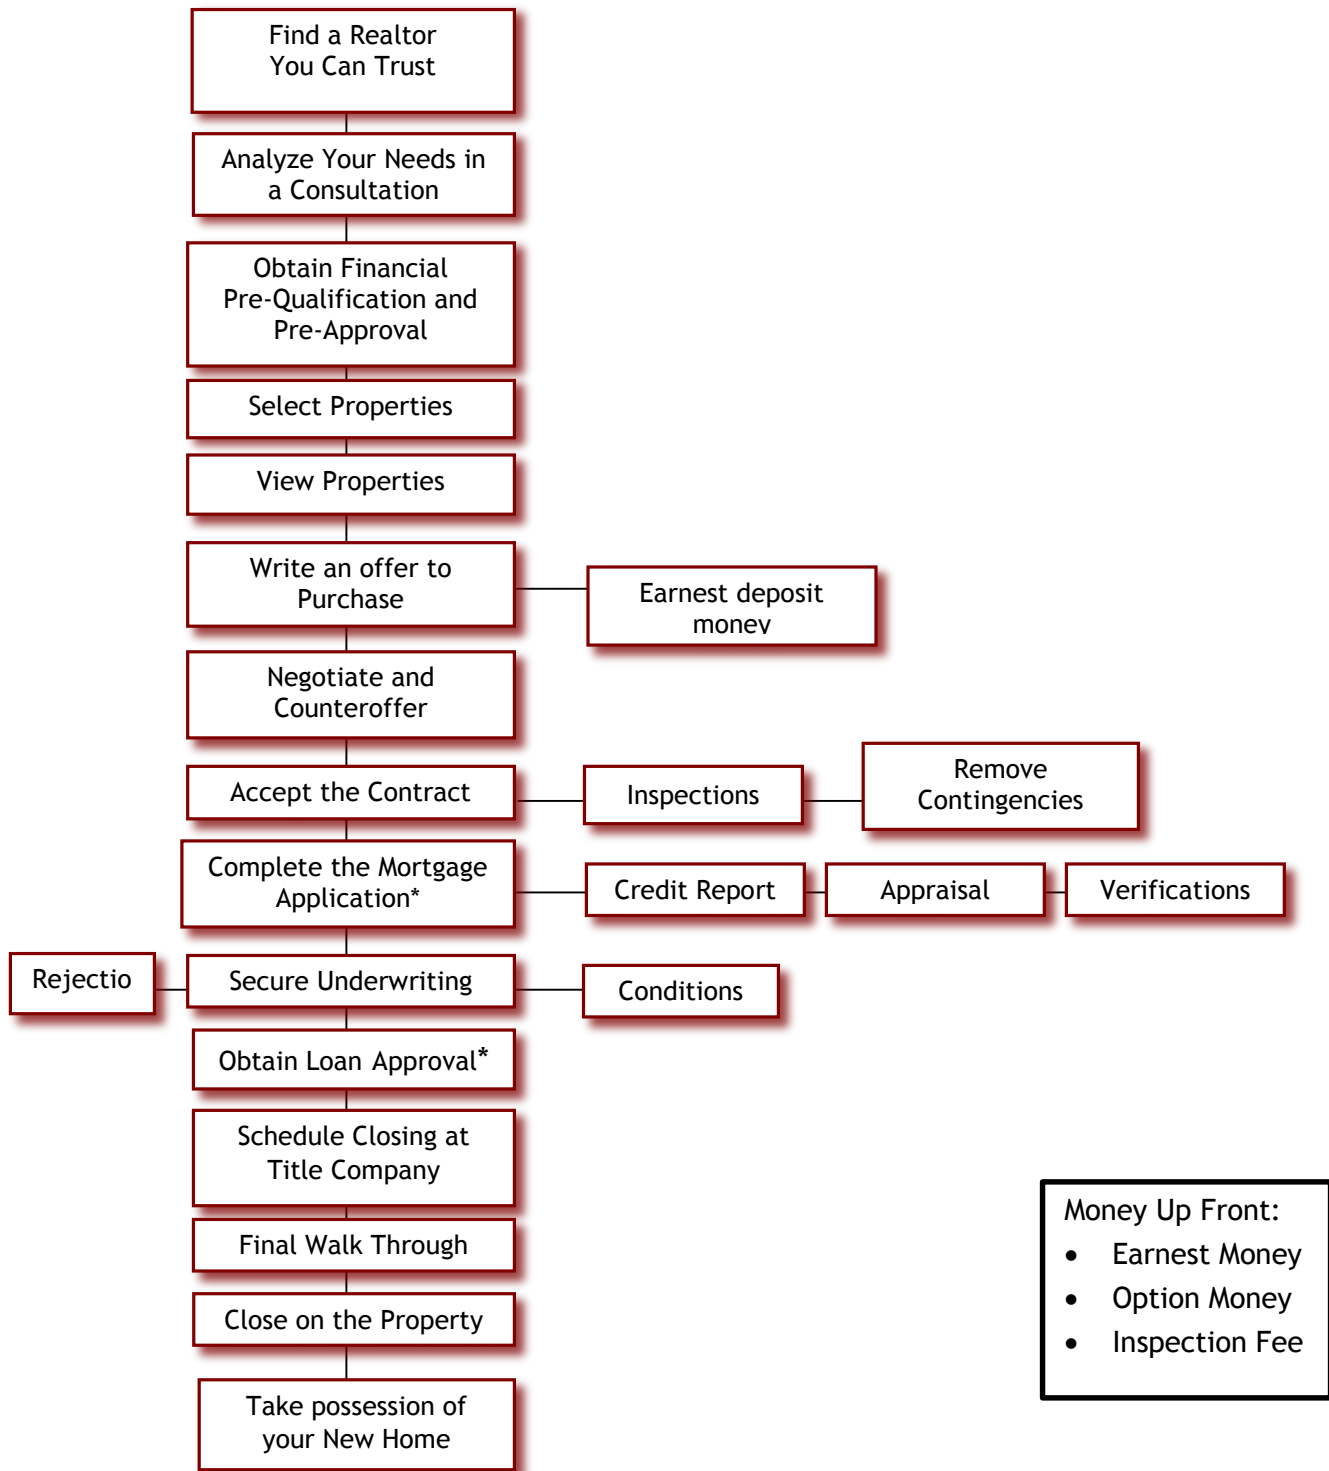 Find a Realtor
You Can Trust
Analyze Your Needs in
a Consultation
Obtain Financial
Pre-Qualification and
Pre-Approval
Select Properties
View Properties
Write an offer to
Purchase
Earnest deposit
money
Negotiate and
Counteroffer
Accept the Contract
Inspections
Remove
Contingencies
Complete the Mortgage
Application*
Credit Report
Appraisal
Verifications
Rejectio
Secure Underwriting
Conditions
Obtain Loan Approval*
Schedule Closing at
Title Company
Final Walk Through
Close on the Property
Take possession of
your New Home
Money Up Front:
• Earnest Money
• Option Money
• Inspection Fee